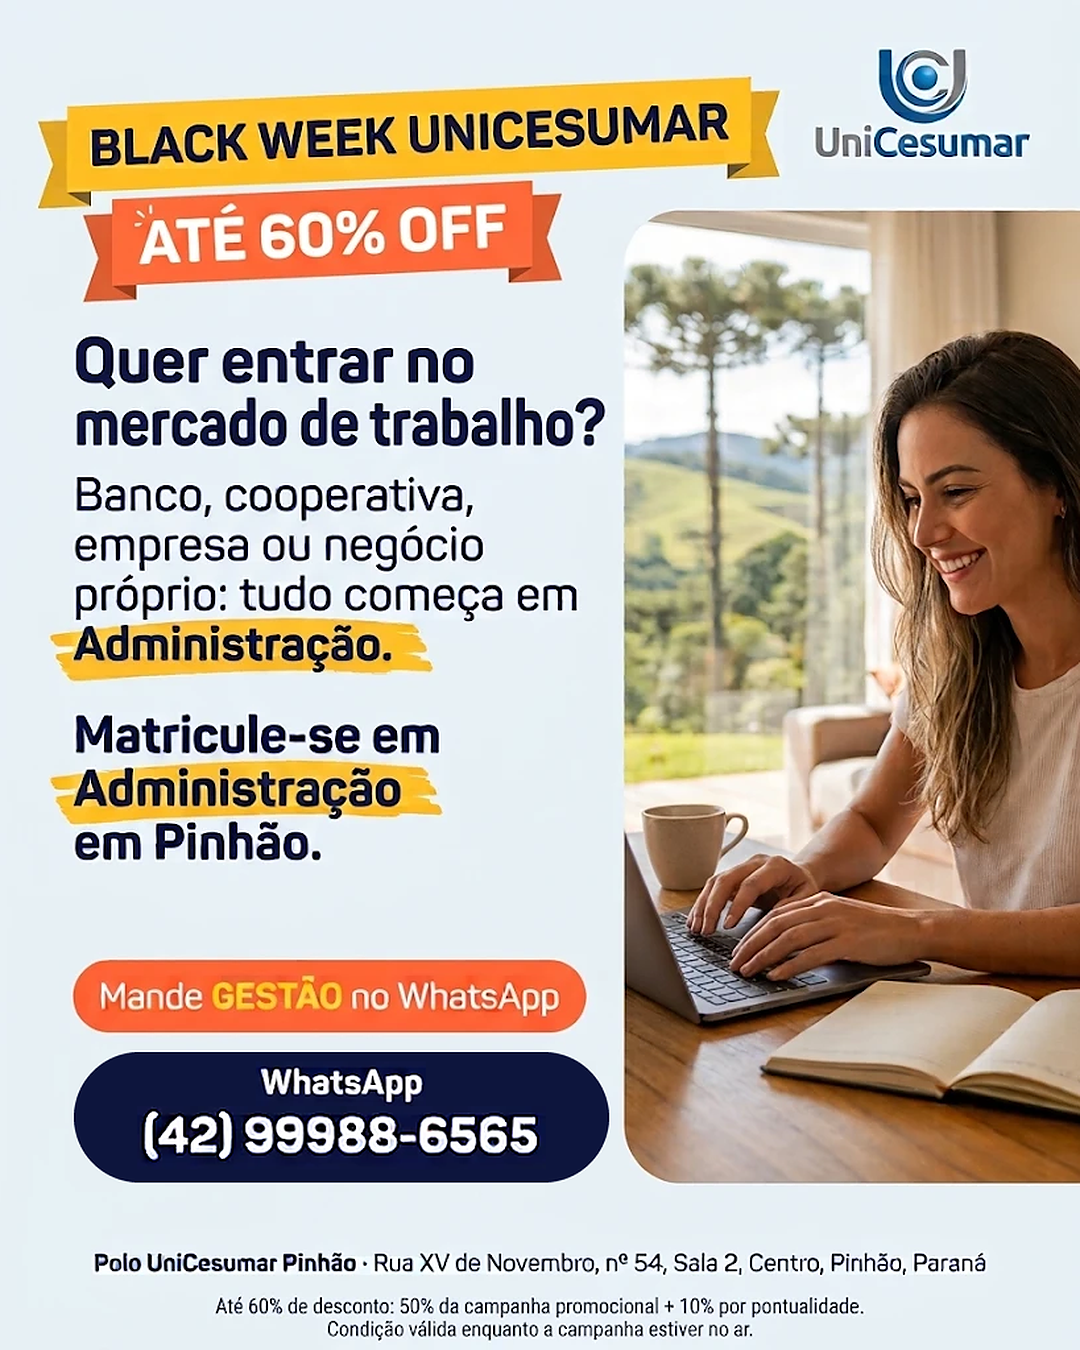 BLACK WEEK UNICESUMAR
ATÉ 60% OFF
UniCesumar
Quer entrar no
mercado de trabalho?
Banco, cooperativa,
empresa ou negócio
próprio: tudo começa em
Administração.
Matricule-se em
Administração
em Pinhão.
Mande GESTÃO no WhatsApp
WhatsApp
(42) 99988-6565
Polo UniCesumar Pinhão · Rua XV de Novembro, nº 54, Sala 2, Centro, Pinhão, Paraná
Até 60% de desconto: 50% da campanha promocional + 10% por pontualidade.
Condição válida enquanto a campanha estiver no ar.